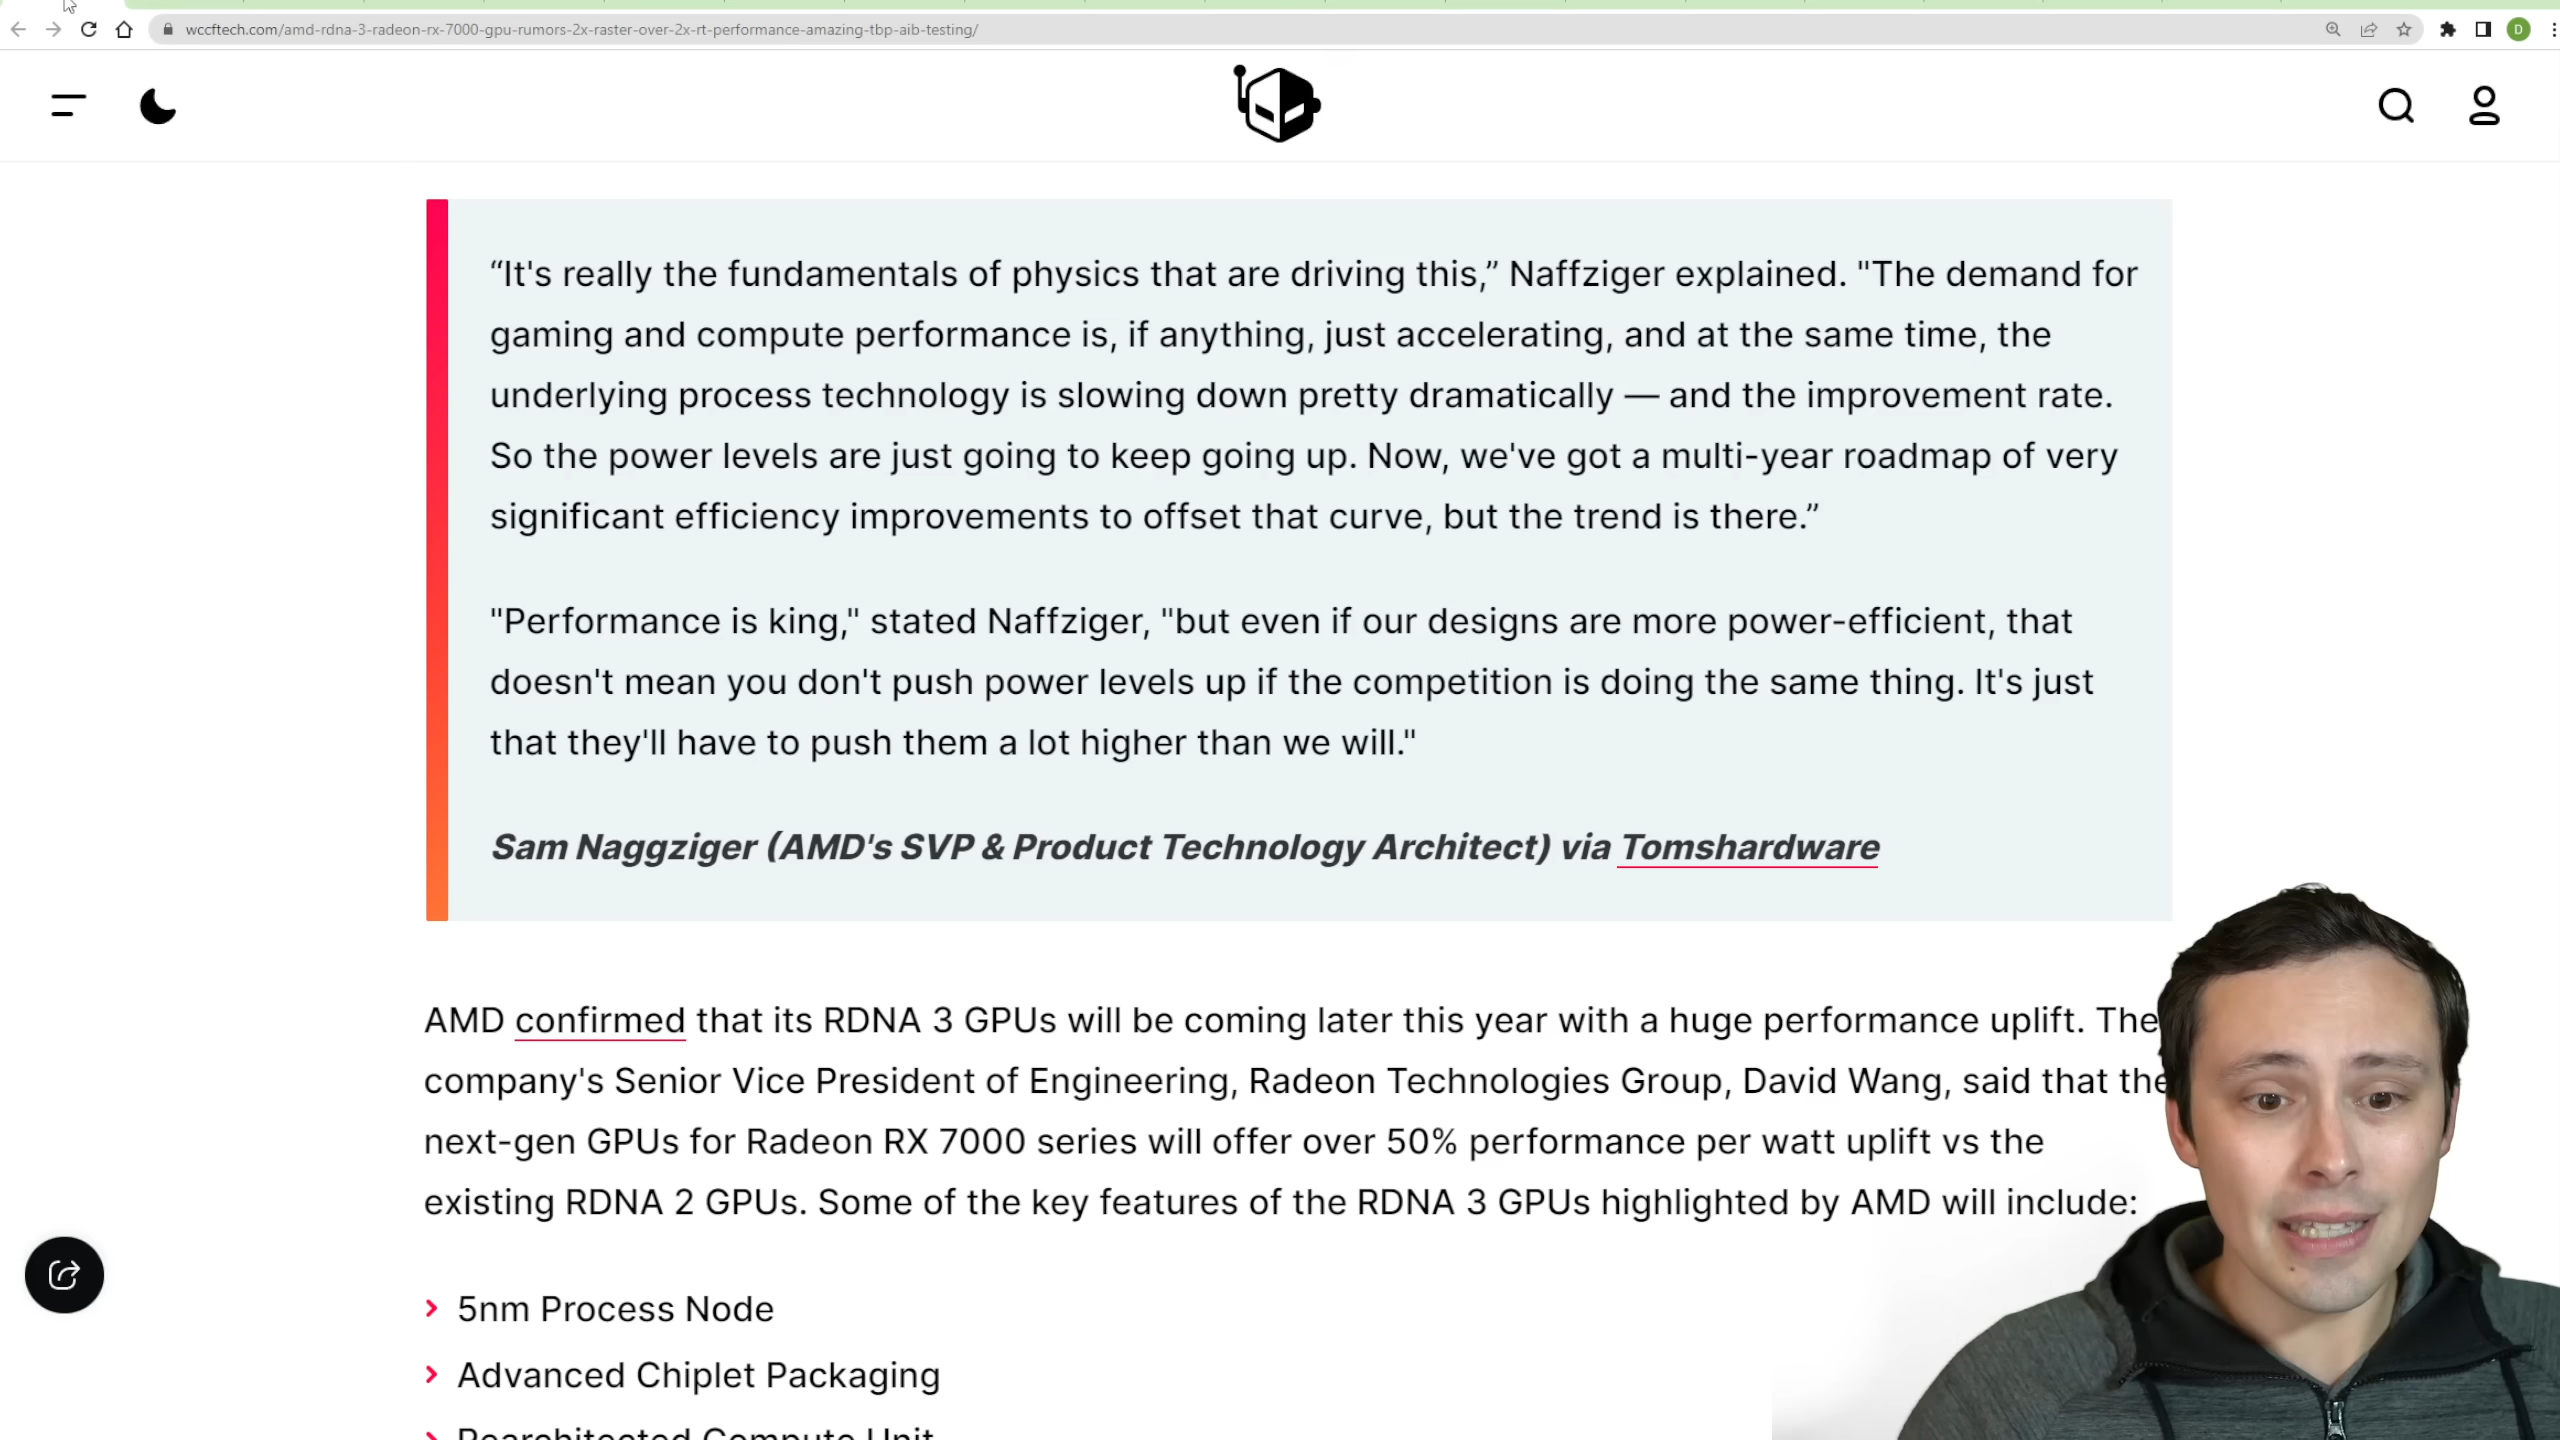 wccftech.com/amd-rdna-3-radeon-rx-7000-gpu-rumors-2x-raster-over-2x-rt-performance-amazing-tbp-aib-testing/
D
“It's really the fundamentals of physics that are driving this,” Naffziger explained. "The demand for
gaming and compute performance is, if anything, just accelerating, and at the same time, the
underlying process technology is slowing down pretty dramatically — and the improvement rate.
So the power levels are just going to keep going up. Now, we've got a multi-year roadmap of very
significant efficiency improvements to offset that curve, but the trend is there.”
"Performance is king," stated Naffziger, "but even if our designs are more power-efficient, that
doesn't mean you don't push power levels up if the competition is doing the same thing. It's just
that they'll have to push them a lot higher than we will."
Sam Naggziger (AMD's SVP & Product Technology Architect) via Tomshardware
AMD confirmed that its RDNA 3 GPUs will be coming later this year with a huge performance uplift. The
company's Senior Vice President of Engineering, Radeon Technologies Group, David Wang, said that the
next-gen GPUs for Radeon RX 7000 series will offer over 50% performance per watt uplift vs the
existing RDNA 2 GPUs. Some of the key features of the RDNA 3 GPUs highlighted by AMD will include:
5nm Process Node
Advanced Chiplet Packaging
Rearchitected Compute Unit